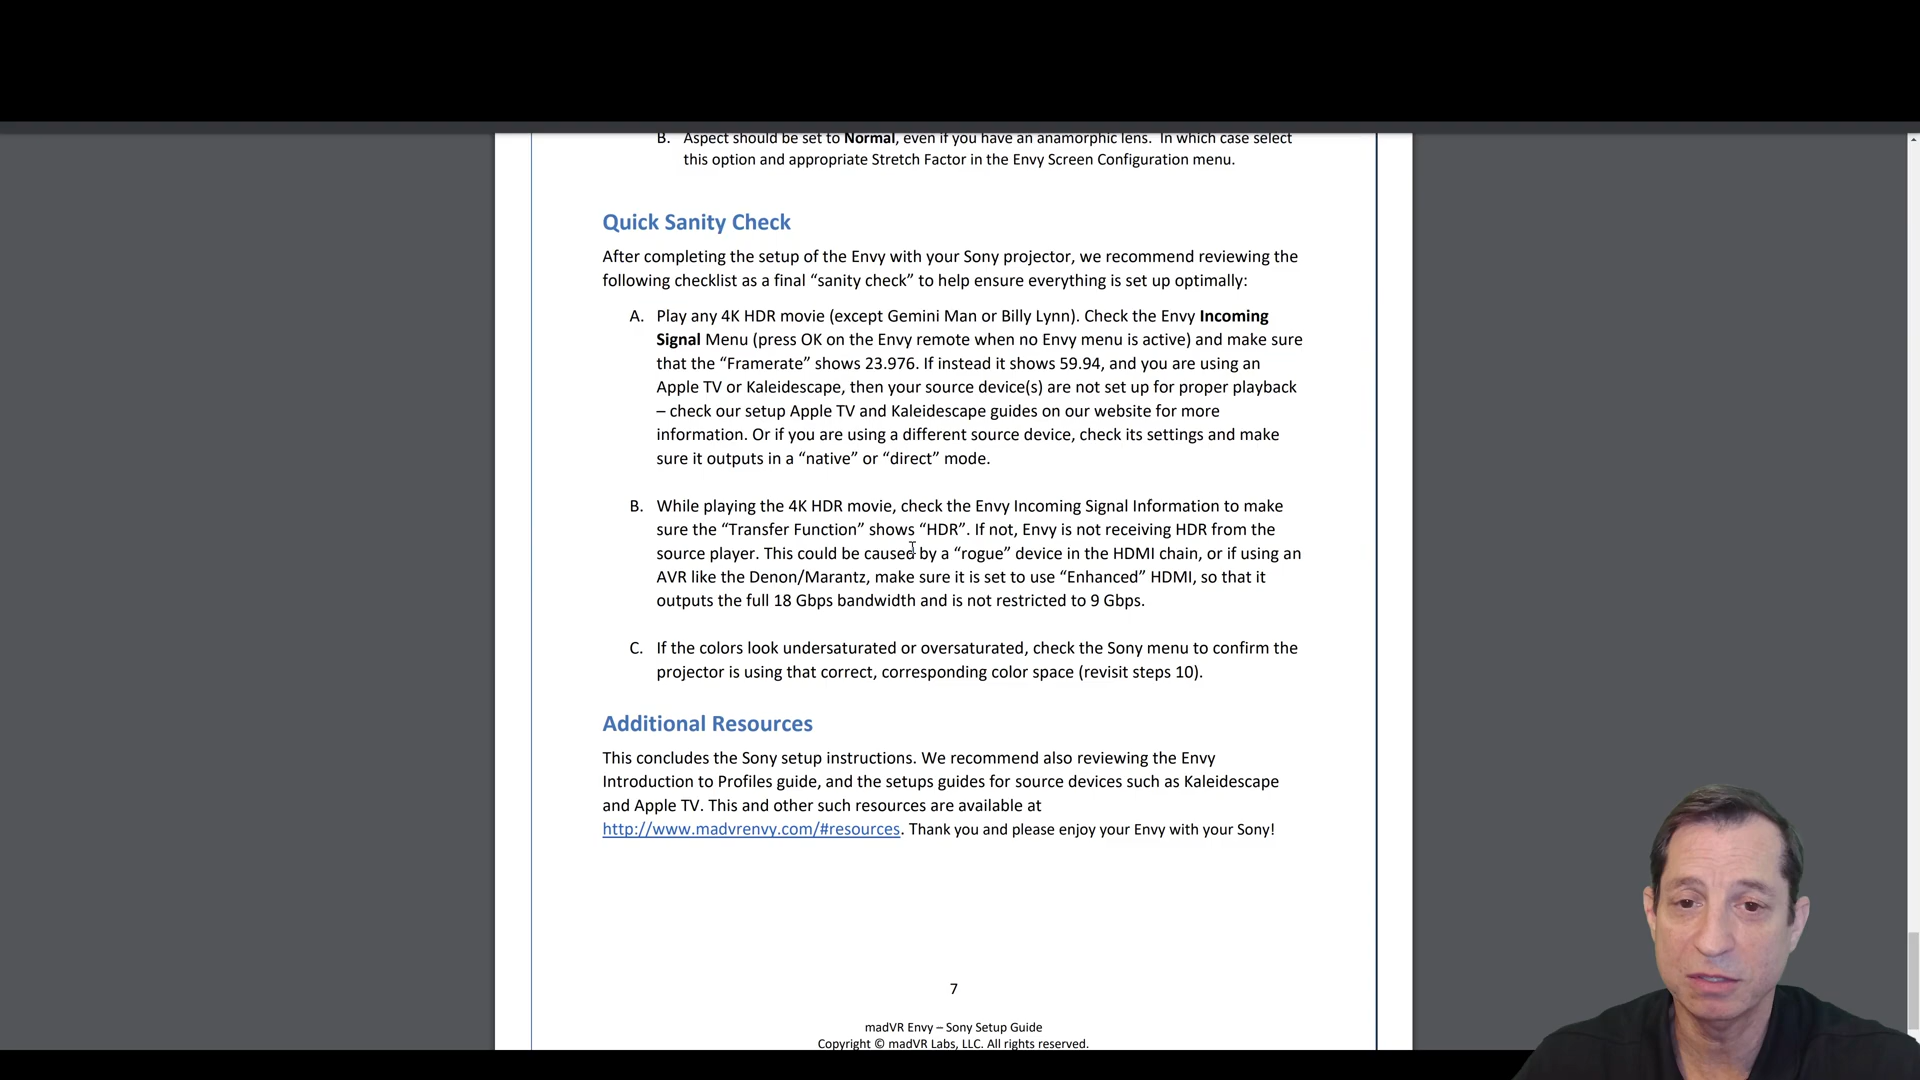 B. Aspect should be set to Normal, even if you have an anamorphic lens. In which case select
this option and appropriate Stretch Factor in the Envy Screen Configuration menu.
Quick Sanity Check
After completing the setup of the Envy with your Sony projector, we recommend reviewing the
following checklist as a final “sanity check” to help ensure everything is set up optimally:
A. Play any 4K HDR movie (except Gemini Man or Billy Lynn). Check the Envy Incoming
Signal Menu (press OK on the Envy remote when no Envy menu is active) and make sure
that the “Framerate” shows 23.976. If instead it shows 59.94, and you are using an
Apple TV or Kaleidescape, then your source device(s) are not set up for proper playback
– check our setup Apple TV and Kaleidescape guides on our website for more
information. Or if you are using a different source device, check its settings and make
sure it outputs in a “native” or “direct” mode.
B. While playing the 4K HDR movie, check the Envy Incoming Signal Information to make
sure the “Transfer Function” shows “HDR”. If not, Envy is not receiving HDR from the
source player. This could be caused by a “rogue” device in the HDMI chain, or if using an
AVR like the Denon/Marantz, make sure it is set to use “Enhanced” HDMI, so that it
outputs the full 18 Gbps bandwidth and is not restricted to 9 Gbps.
C. If the colors look undersaturated or oversaturated, check the Sony menu to confirm the
projector is using that correct, corresponding color space (revisit steps 10).
Additional Resources
This concludes the Sony setup instructions. We recommend also reviewing the Envy
Introduction to Profiles guide, and the setups guides for source devices such as Kaleidescape
and Apple TV. This and other such resources are available at
http://www.madvrenvy.com/#resources. Thank you and please enjoy your Envy with your Sony!
7
madVR Envy – Sony Setup Guide
Copyright © madVR Labs, LLC. All rights reserved.